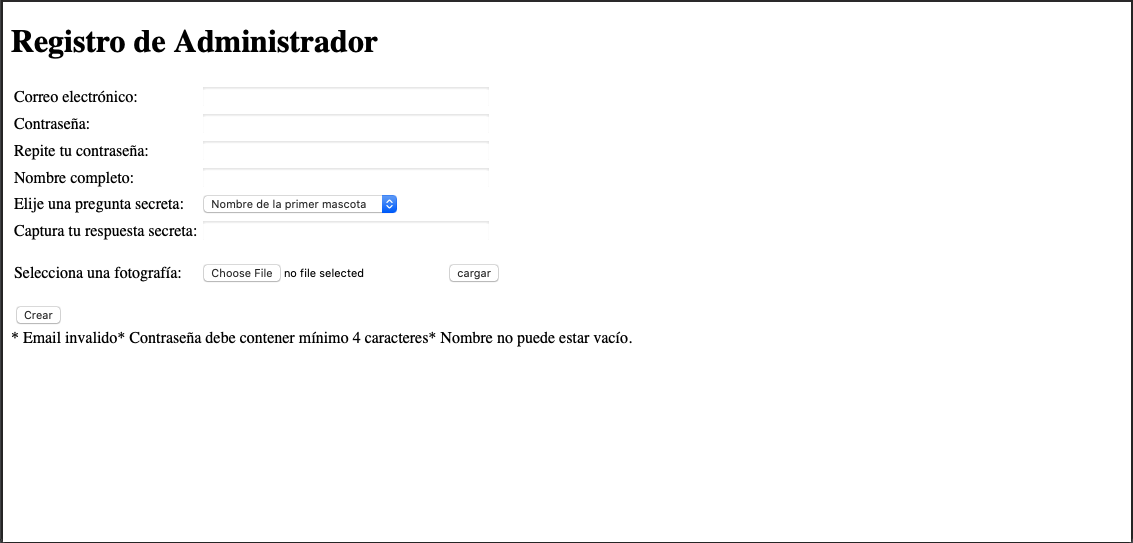 Registro de Administrador
Correo electrónico:
Contraseña:
Repite tu contraseña:
Nombre completo:
Elije una pregunta secreta: Nombre de la primer mascota
Captura tu respuesta secreta:
Selecciona una fotografía: Choose File no file selected cargar
Crear
* Email invalido* Contraseña debe contener mínimo 4 caracteres* Nombre no puede estar vacío.